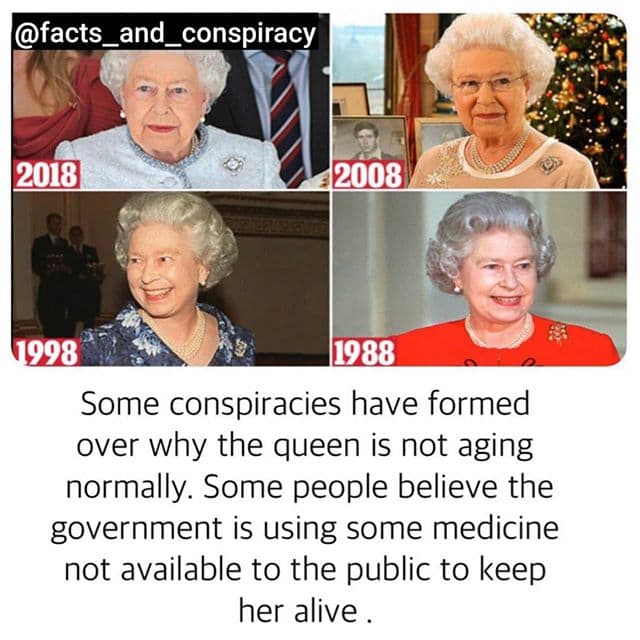 @facts_and_conspiracy
2018
2008
1998
1988
Some conspiracies have formed
over why the queen is not aging
normally. Some people believe the
government is using some medicine
not available to the public to keep
her alive .